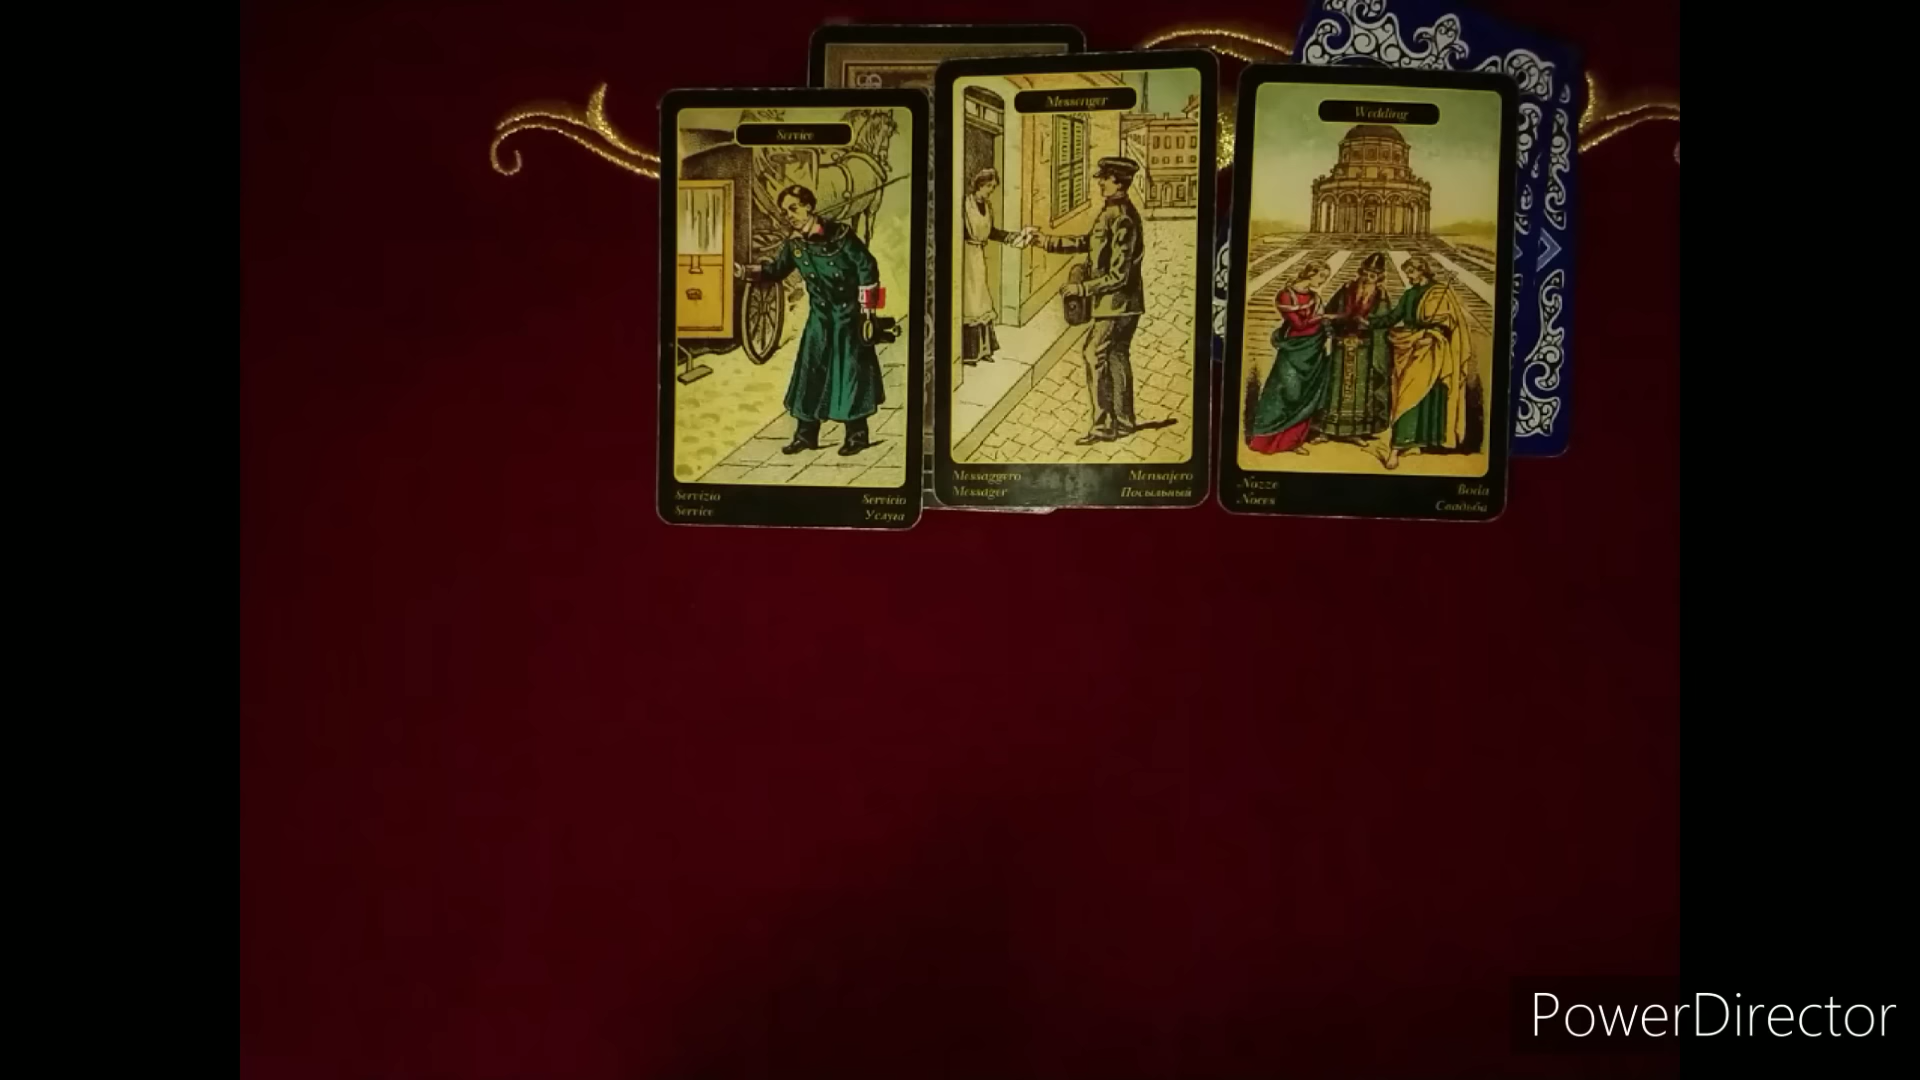 Service
Messenger
Wedding
Servizio
Servicio
Service
Услуга
Messaggero
Mensajero
Messager
Посыльный
Nozze
Boda
Noces
Свадьба
PowerDirector